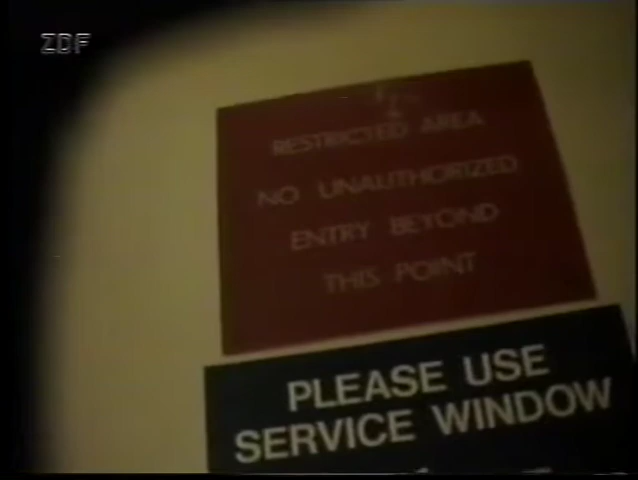 ZDF
RESTRICTED AREA
NO UNAUTHORIZED
ENTRY BEYOND
THIS POINT
PLEASE USE
SERVICE WINDOW